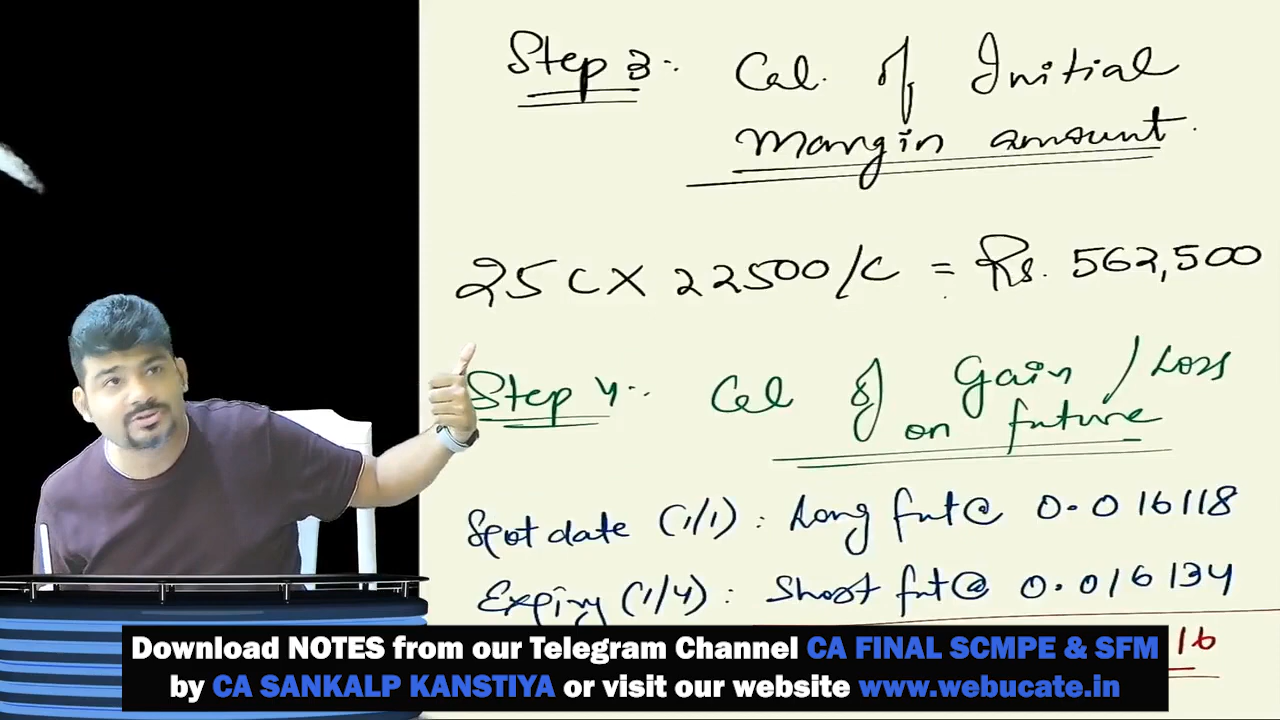 Step 3:- Cal. of Initial
Margin amount.
25 C X 22500/C = Rs. 562,500
Step 4:- Cal of Gain / Loss
on future
Spot date (1/1) : Long fut@ 0.016118
Expiry (1/4) : Short fut@ 0.016134
16
Download NOTES from our Telegram Channel CA FINAL SCMPE & SFM
by CA SANKALP KANSTIYA or visit our website www.webucate.in